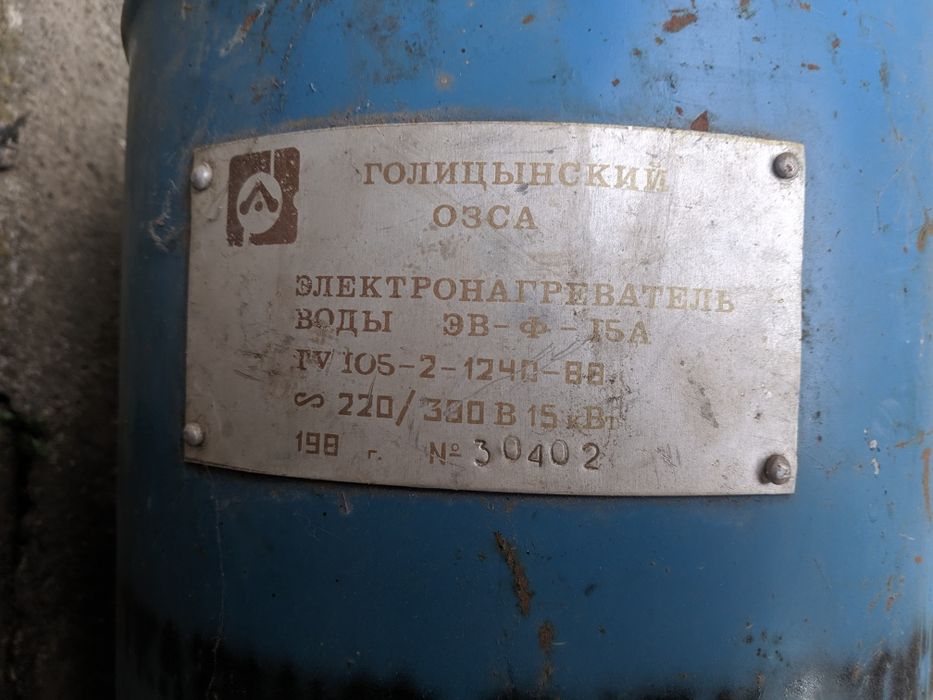 ГОЛИЦЫНСКИЙ
ОЗСА
ЭЛЕКТРОНАГРЕВАТЕЛЬ
ВОДЫ ЭВ-Ф-15А
ТУ 105-2-1240-88
~ 220/380 В 15 кВт
198 г. № 30402